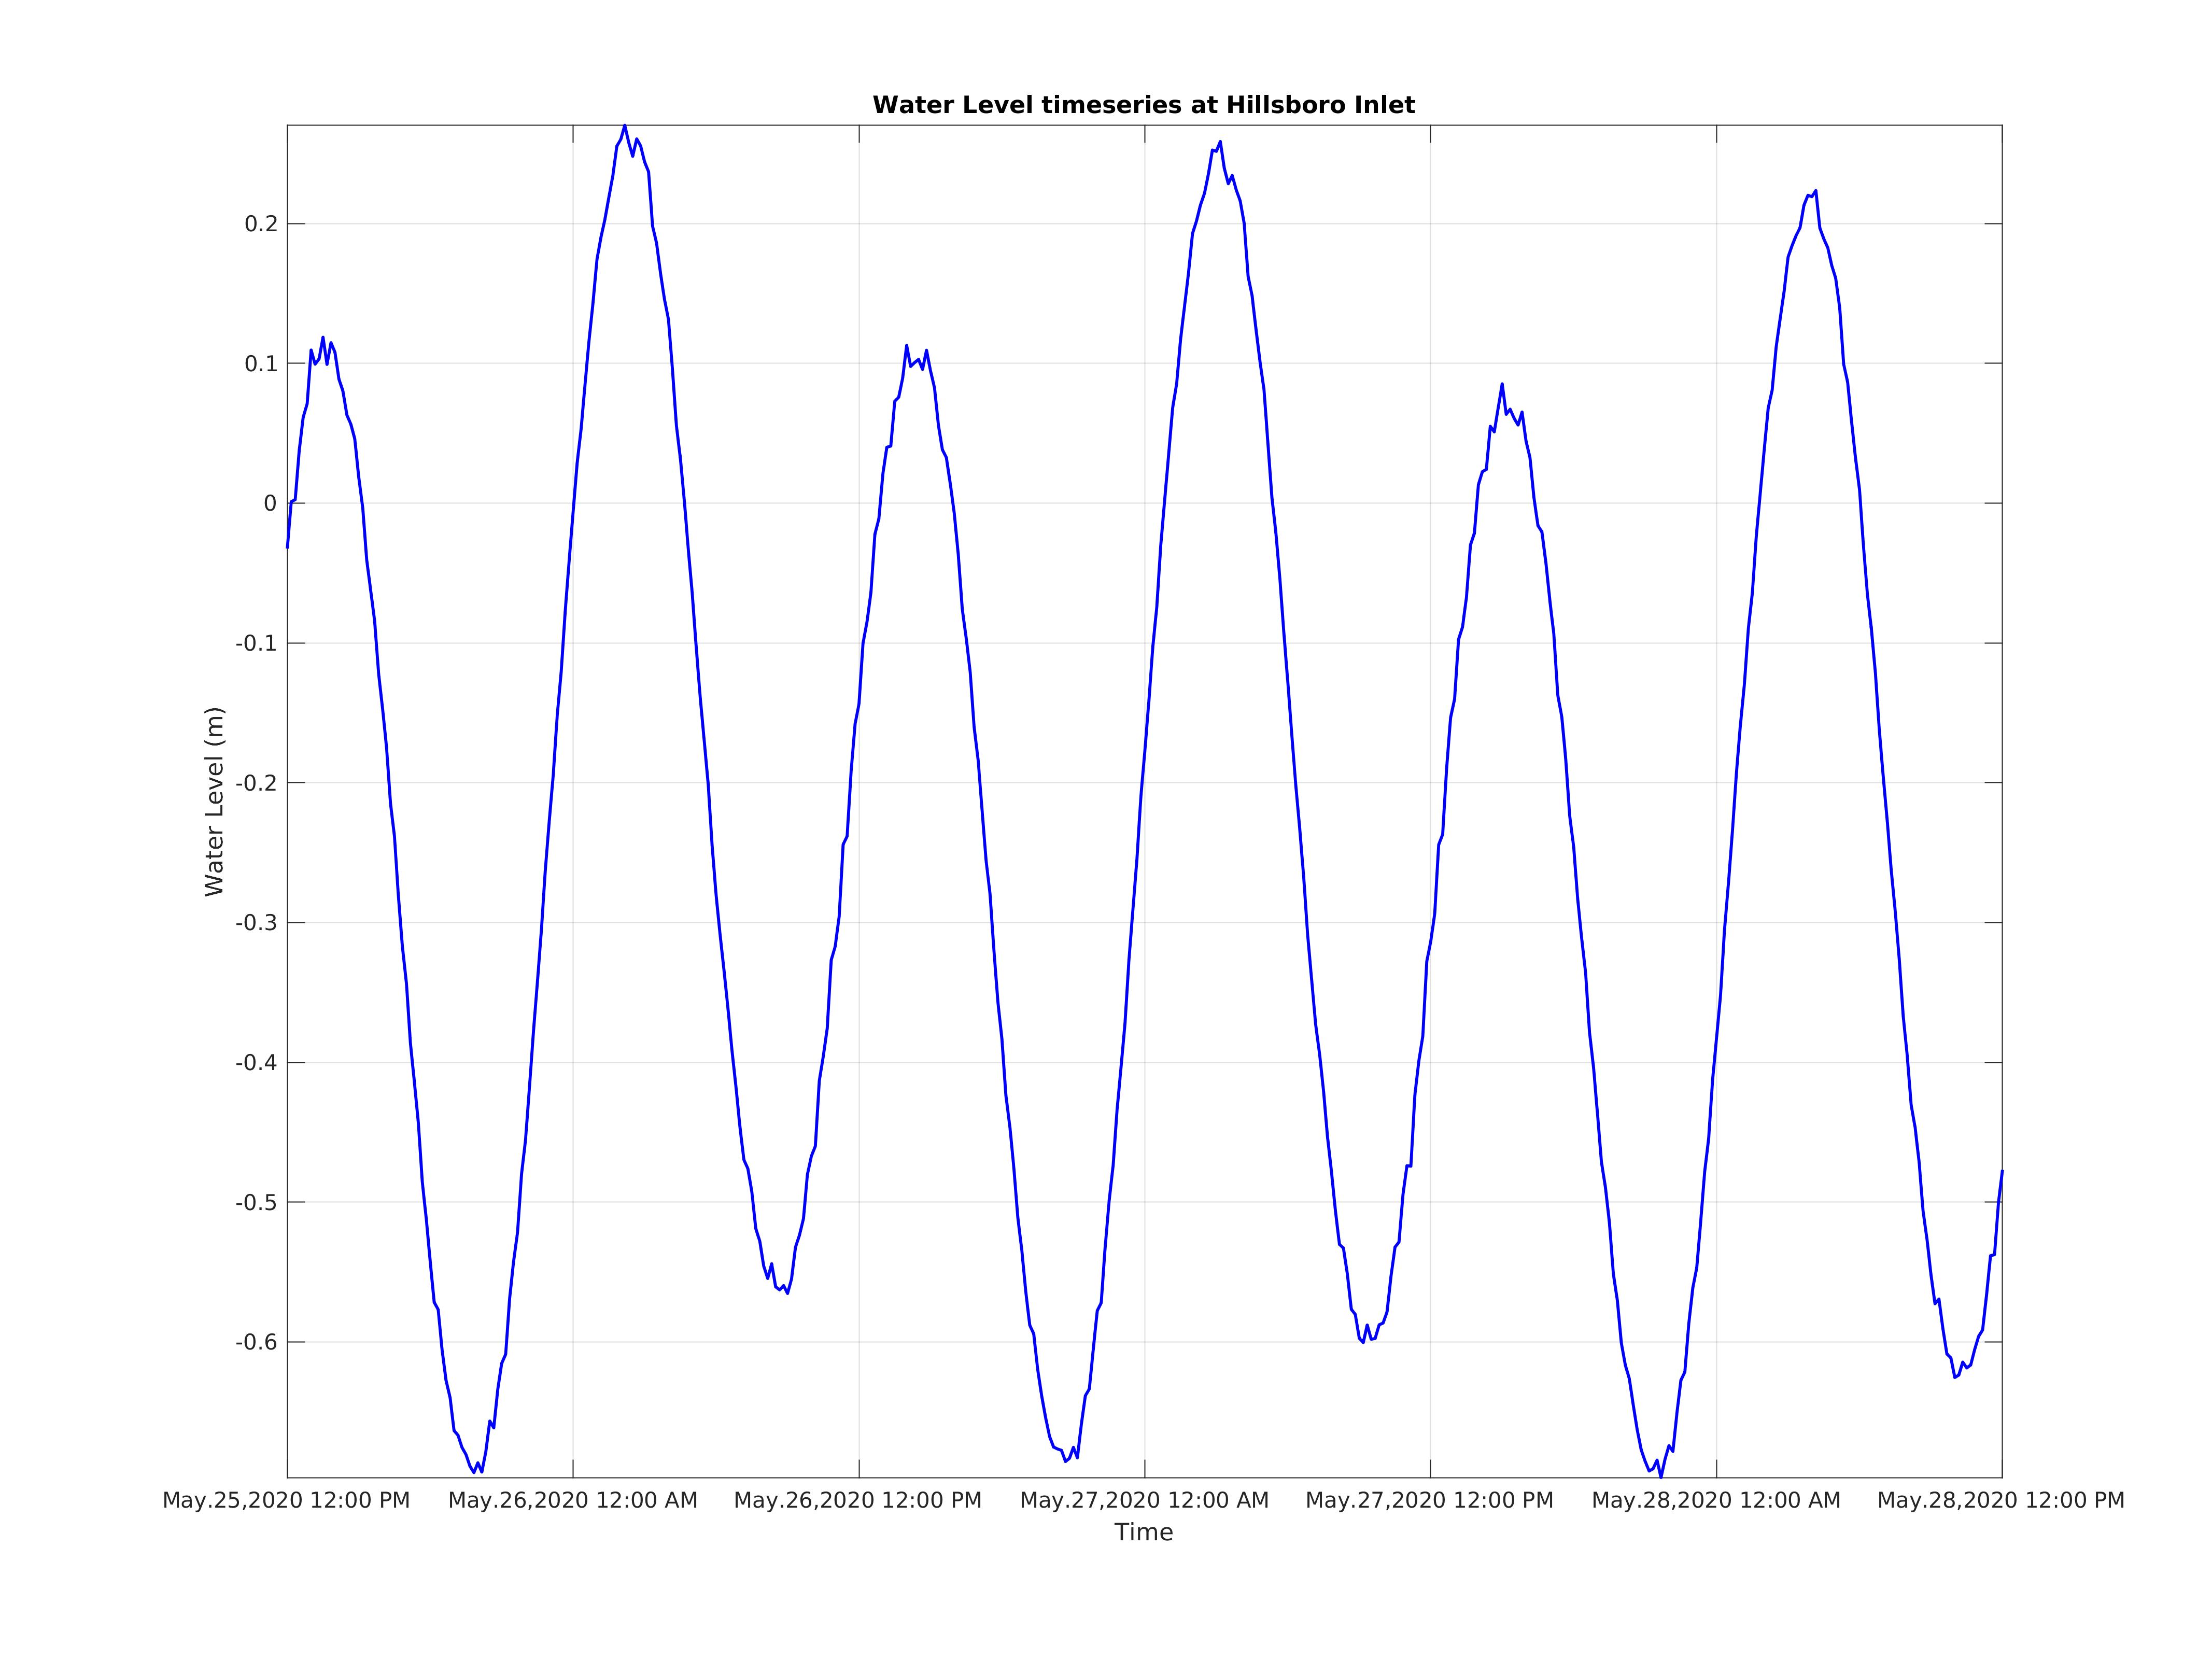 Water Level timeseries at Hillsboro Inlet
0.2
0.1
0
-0.1
-0.2
-0.3
-0.4
-0.5
-0.6
Water Level (m)
May.25,2020 12:00 PM May.26,2020 12:00 AM May.26,2020 12:00 PM May.27,2020 12:00 AM May.27,2020 12:00 PM May.28,2020 12:00 AM May.28,2020 12:00 PM
Time